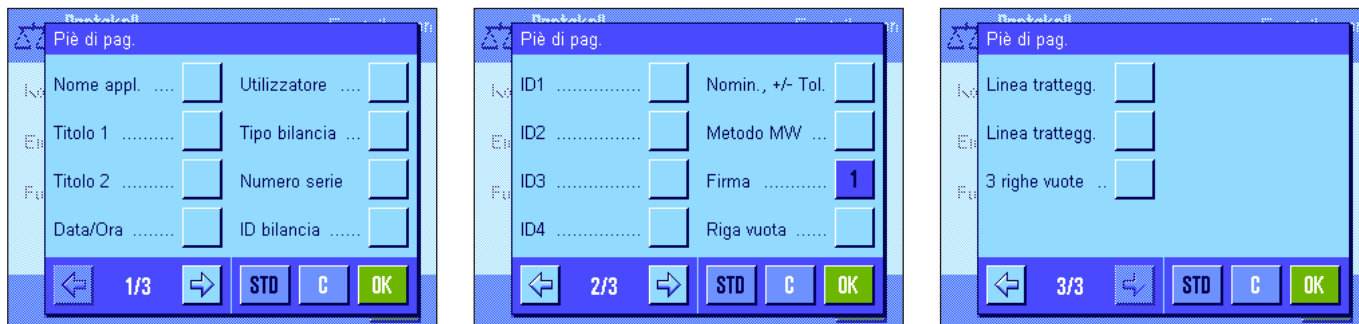 Piè di pag.
Nome appl. .... Utilizzatore ....
Titolo 1 .......... Tipo bilancia ...
Titolo 2 .......... Numero serie
Data/Ora ........ ID bilancia ......
1/3 STD C OK
Piè di pag.
ID1 ................ Nomin., +/- Tol.
ID2 ................ Metodo MW ...
ID3 ................ Firma ............ 1
ID4 ................ Riga vuota ......
2/3 STD C OK
Piè di pag.
Linea trattegg.
Linea trattegg.
3 righe vuote ..
3/3 STD C OK